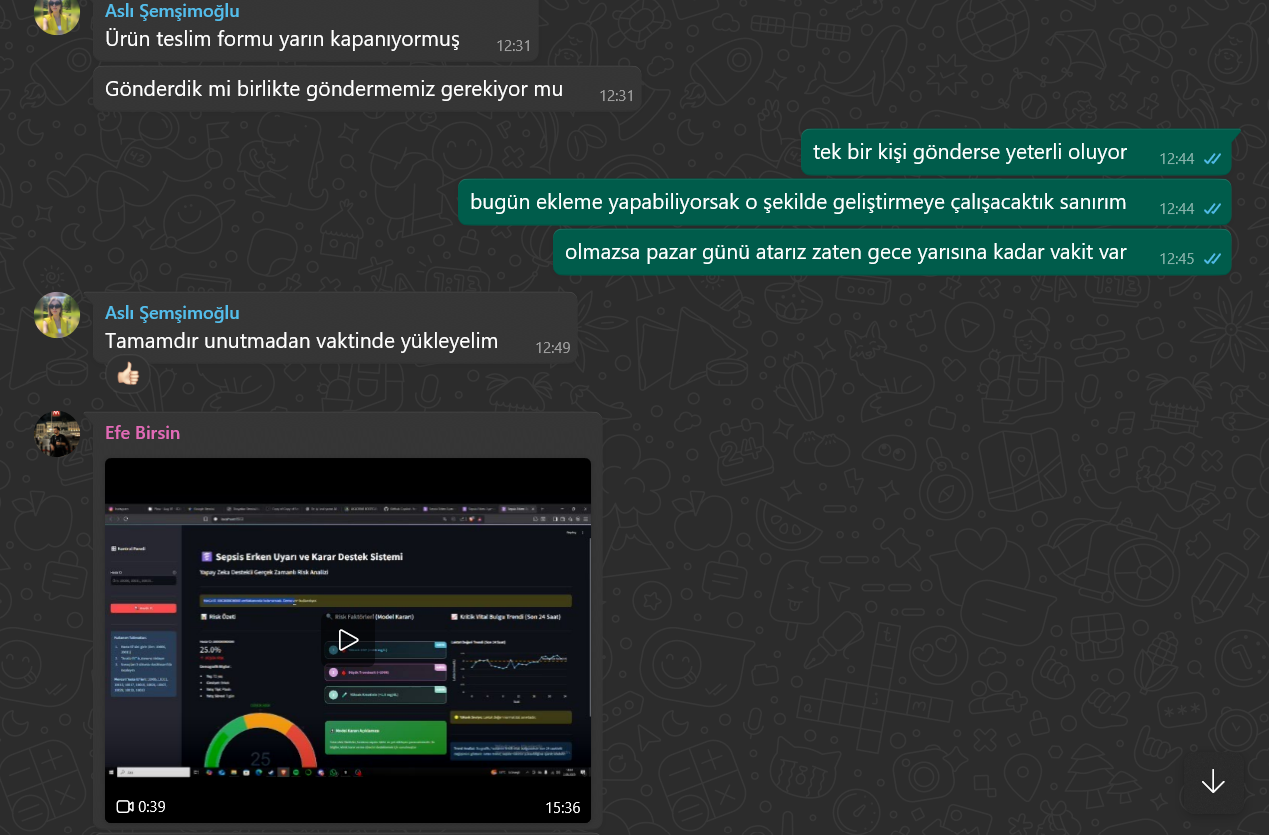 Aslı Şemşimoğlu
Ürün teslim formu yarın kapanıyormuş 12:31
Gönderdik mi birlikte göndermemiz gerekiyor mu 12:31
tek bir kişi gönderse yeterli oluyor 12:44
bugün ekleme yapabiliyorsak o şekilde geliştirmeye çalışacaktık sanırım 12:44
olmazsa pazar günü atarız zaten gece yarısına kadar vakit var 12:45
Aslı Şemşimoğlu
Tamamdır unutmadan vaktinde yükleyelim 12:49
Efe Birsin
Sepsis Erken Uyarı ve Karar Destek Sistemi
Yapay Zeka Destekli Gerçek Zamanlı Risk Analizi
Risk Özeti
Risk Faktörleri (Model Kararı)
Kritik Vital Bulgu Trendi (Son 24 Saat)
25.0%
25
0:39 15:36